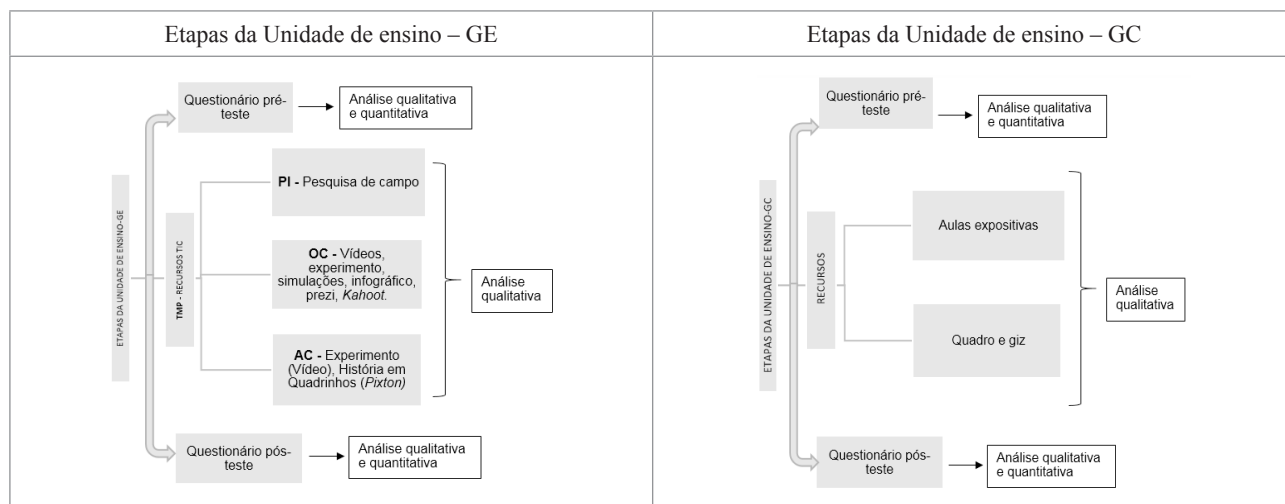 Etapas da Unidade de ensino – GE
Questionário pré-
teste
Análise qualitativa
e quantitativa
ETAPAS DA UNIDADE DE ENSINO-GE
TMP - RECURSOS TIC
PI - Pesquisa de campo
OC - Vídeos,
experimento,
simulações, infográfico,
prezi, Kahoot.
AC - Experimento
(Vídeo), História em
Quadrinhos (Pixton)
Análise
qualitativa
Questionário pós-
teste
Análise qualitativa
e quantitativa
Etapas da Unidade de ensino – GC
Questionário pré-
teste
Análise qualitativa
e quantitativa
ETAPAS DA UNIDADE DE ENSINO-GC
RECURSOS
Aulas expositivas
Quadro e giz
Análise
qualitativa
Questionário pós-
teste
Análise qualitativa
e quantitativa